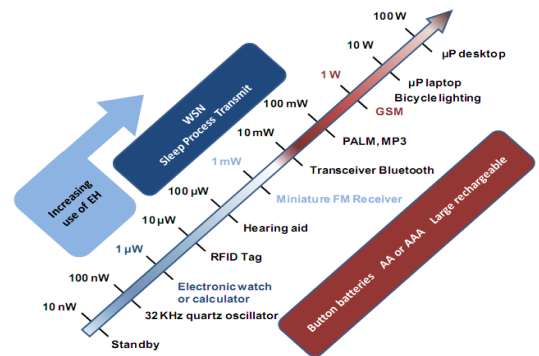 100 W
10 W
1 W
100 mW
10 mW
1 mW
100 µW
10 µW
1 µW
100 nW
10 nW
µP desktop
µP laptop
Bicycle lighting
GSM
PALM, MP3
Transceiver Bluetooth
Miniature FM Receiver
Hearing aid
RFID Tag
Electronic watch
or calculator
32 KHz quartz oscillator
Standby
WSN
Sleep Process Transmit
Increasing
use of EH
Button batteries AA or AAA Large rechargeable